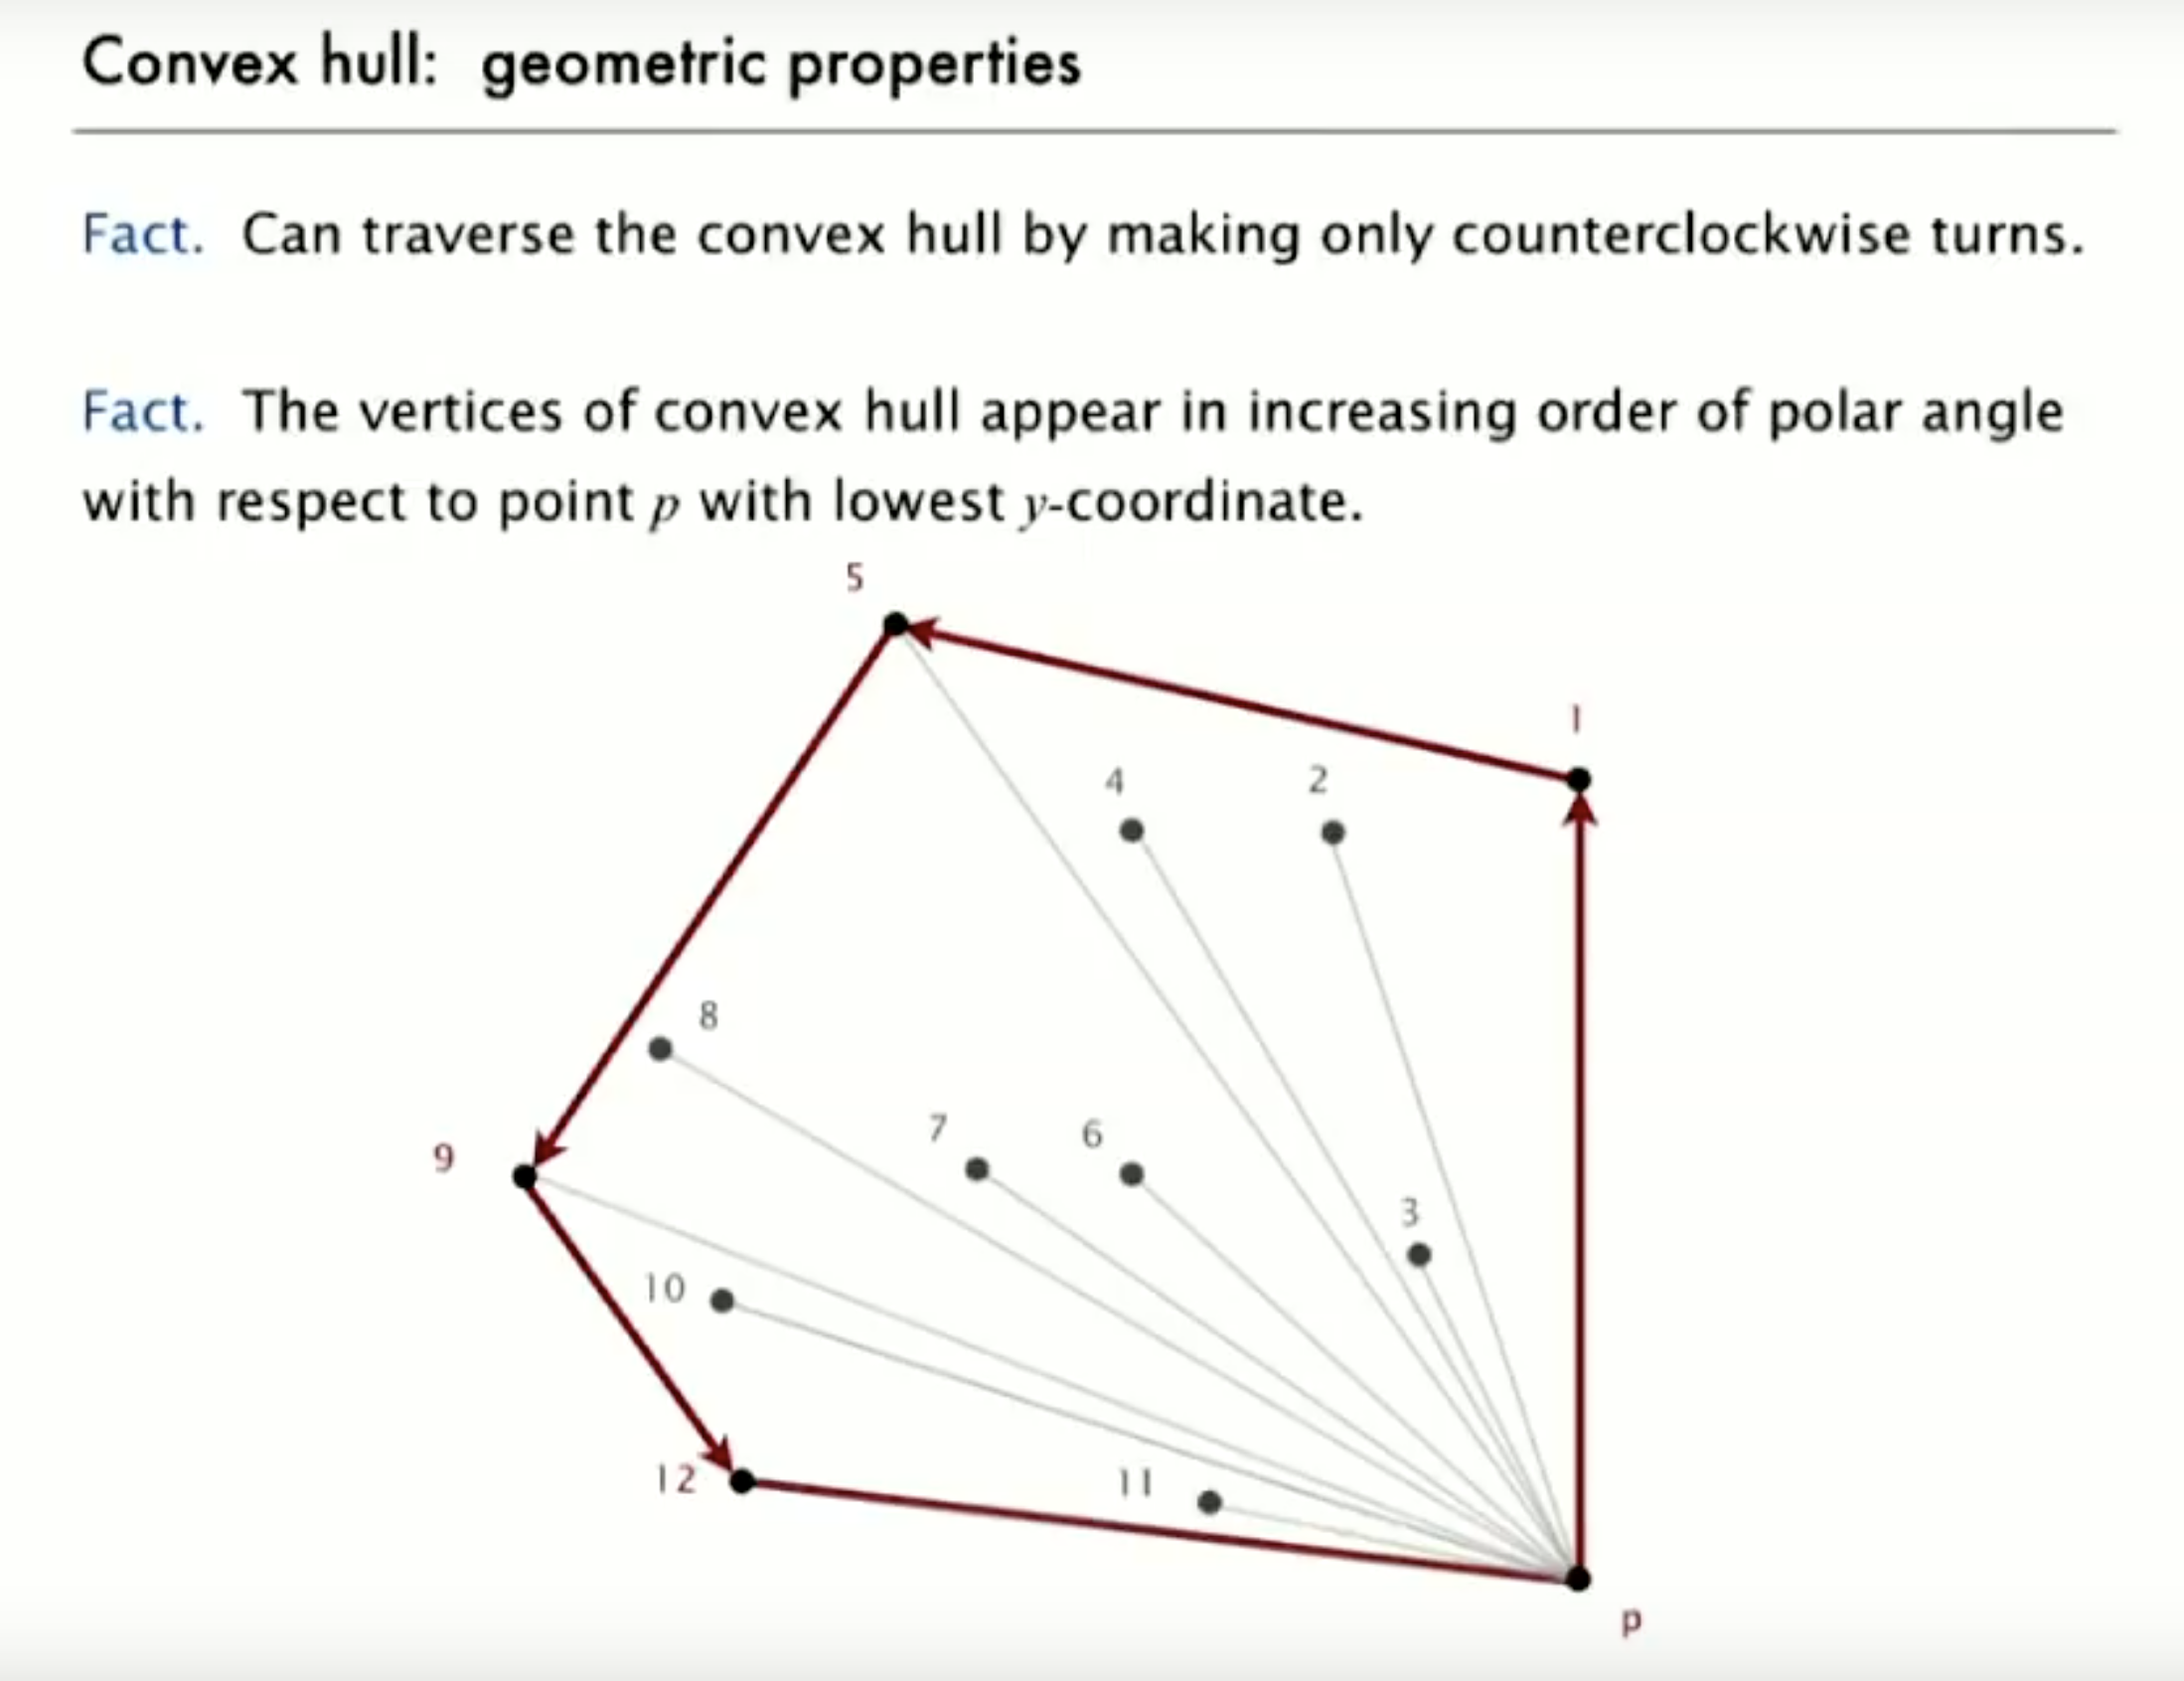 Convex hull: geometric properties
Fact. Can traverse the convex hull by making only counterclockwise turns.
Fact. The vertices of convex hull appear in increasing order of polar angle
with respect to point p with lowest y-coordinate.
5
1
4
2
8
7
6
9
3
10
12
11
p